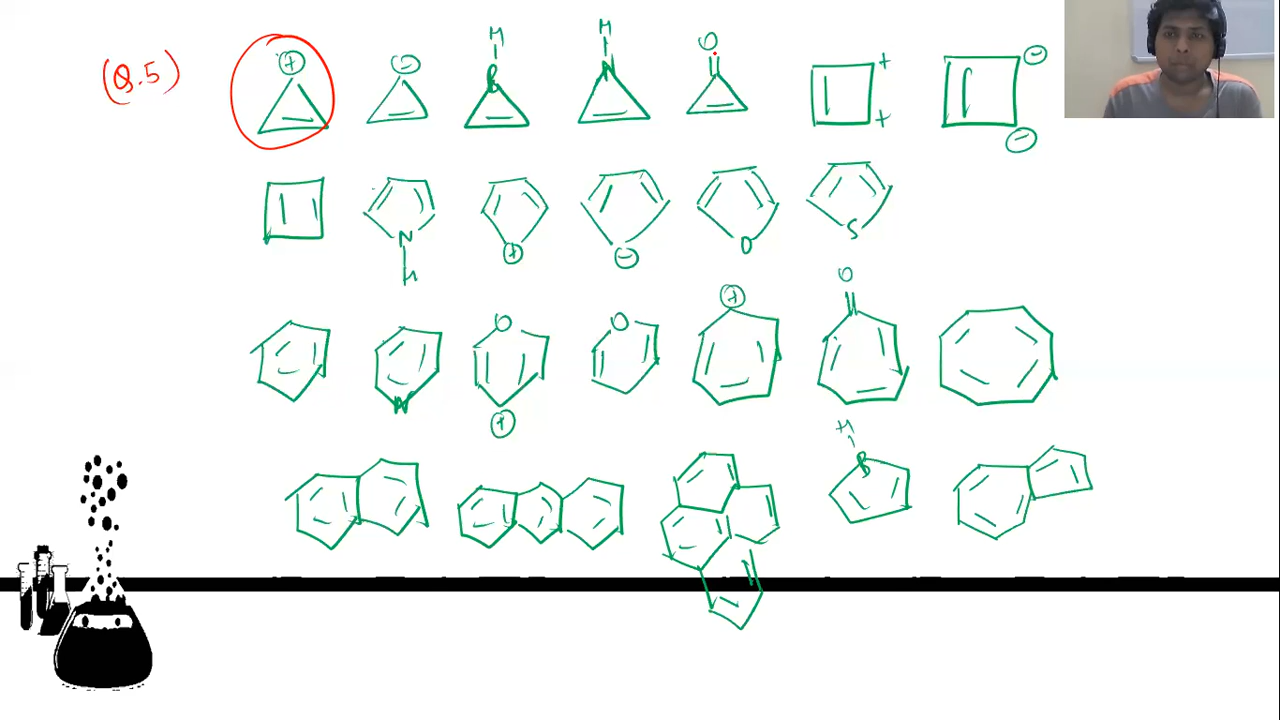 (Q.5) ⊕ ⊖ H H O + ⊖
B N + ⊖
N ⊕ ⊖ O S
H
⊕ O
O O
N ⊕
H
B